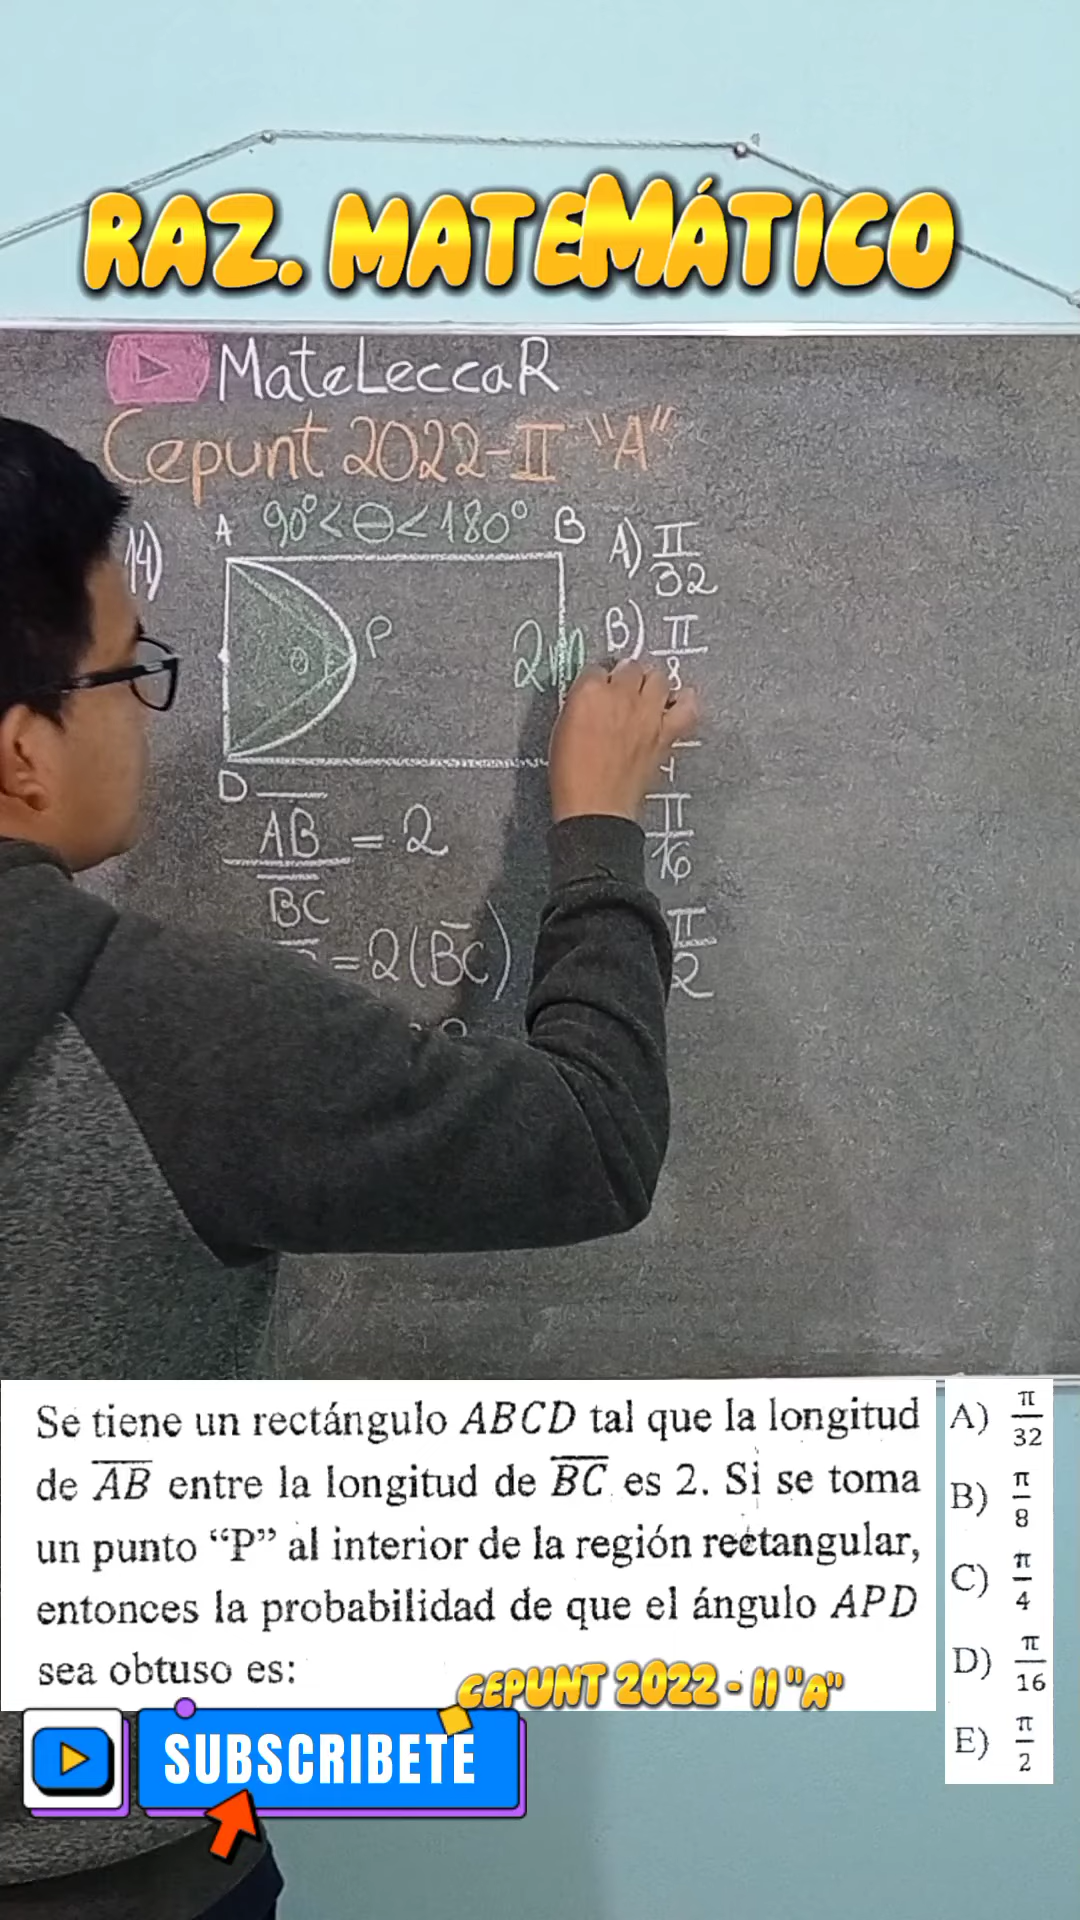 RAZ. MATEMÁTICO
MateLeccaR
Cepunt 2022-II "A"
14)
A 90°<θ<180° B
P
θ
2m
D
A) π/32
B) π/8
π/16
π/2
AB/BC = 2
=2(BC)
Se tiene un rectángulo ABCD tal que la longitud
de AB entre la longitud de BC es 2. Si se toma
un punto “P” al interior de la región rectangular,
entonces la probabilidad de que el ángulo APD
sea obtuso es:
CEPUNT 2022 - II "A"
A) π/32
B) π/8
C) π/4
D) π/16
E) π/2
SUBSCRIBETE